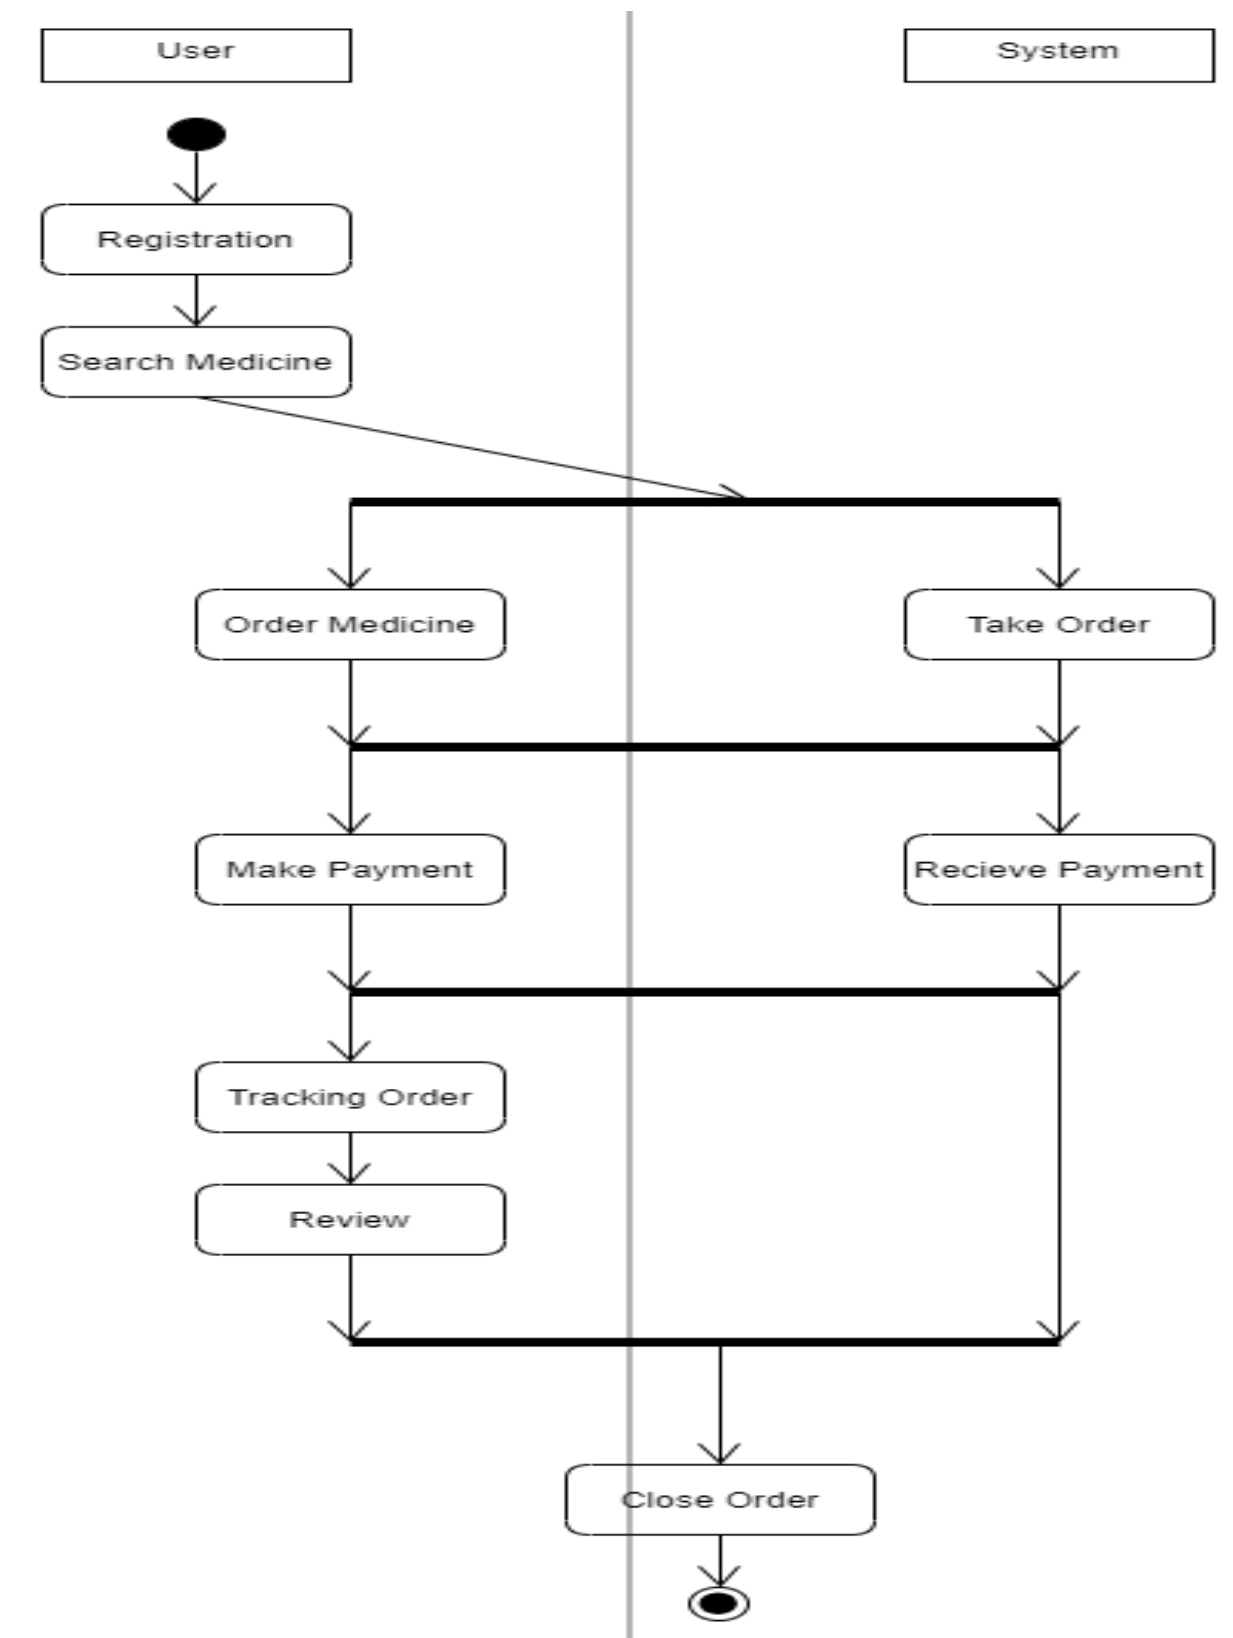 User
System
Registration
Search Medicine
Order Medicine
Take Order
Make Payment
Recieve Payment
Tracking Order
Review
Close Order